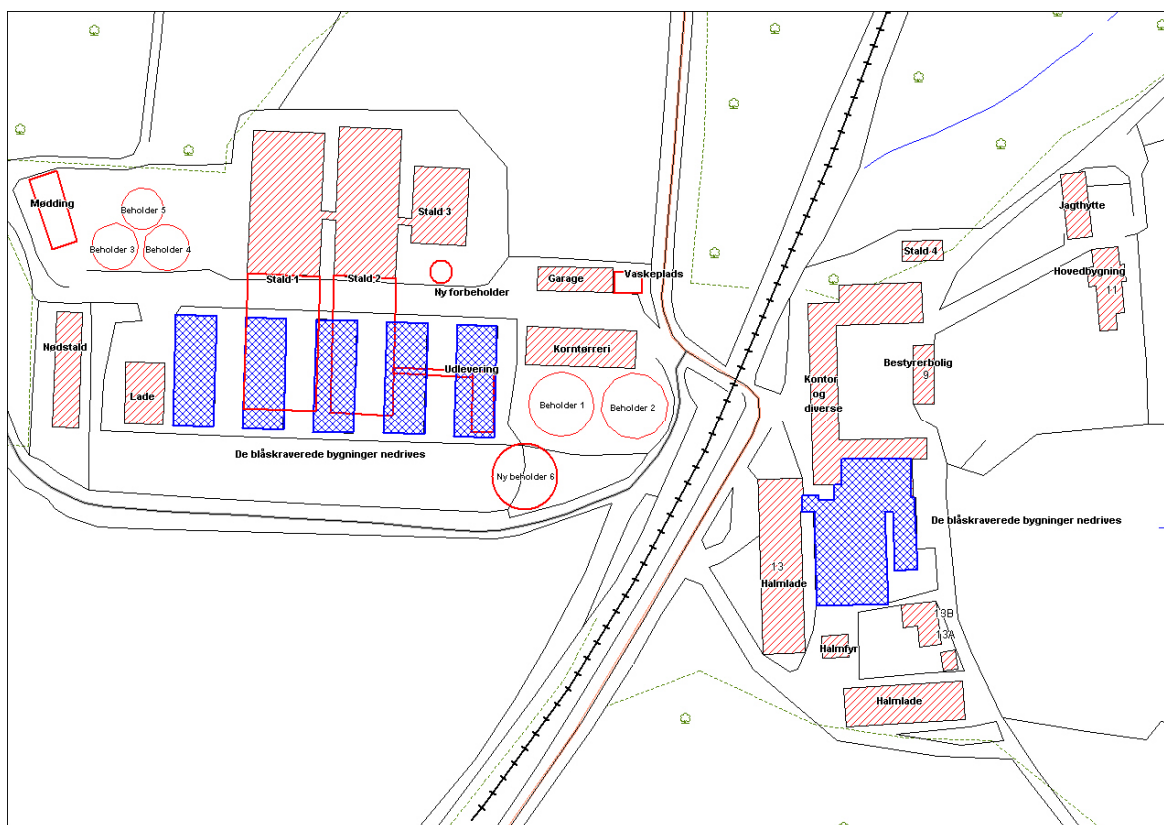 Mødding
Beholder 5
Beholder 3
Beholder 4
Stald 3
Stald 1
Stald 2
Ny forbeholder
Garage
Vaskeplads
Stald 4
Jagthytte
Hovedbygning
11
Nødstald
Lade
Udlevering
Korntørreri
Beholder 1
Beholder 2
Bestyrerbolig
9
Kontor
og
diverse
De blåskraverede bygninger nedrives
Ny beholder 6
De blåskraverede bygninger nedrives
13
Halmlade
13B
13A
Halmfyr
Halmlade